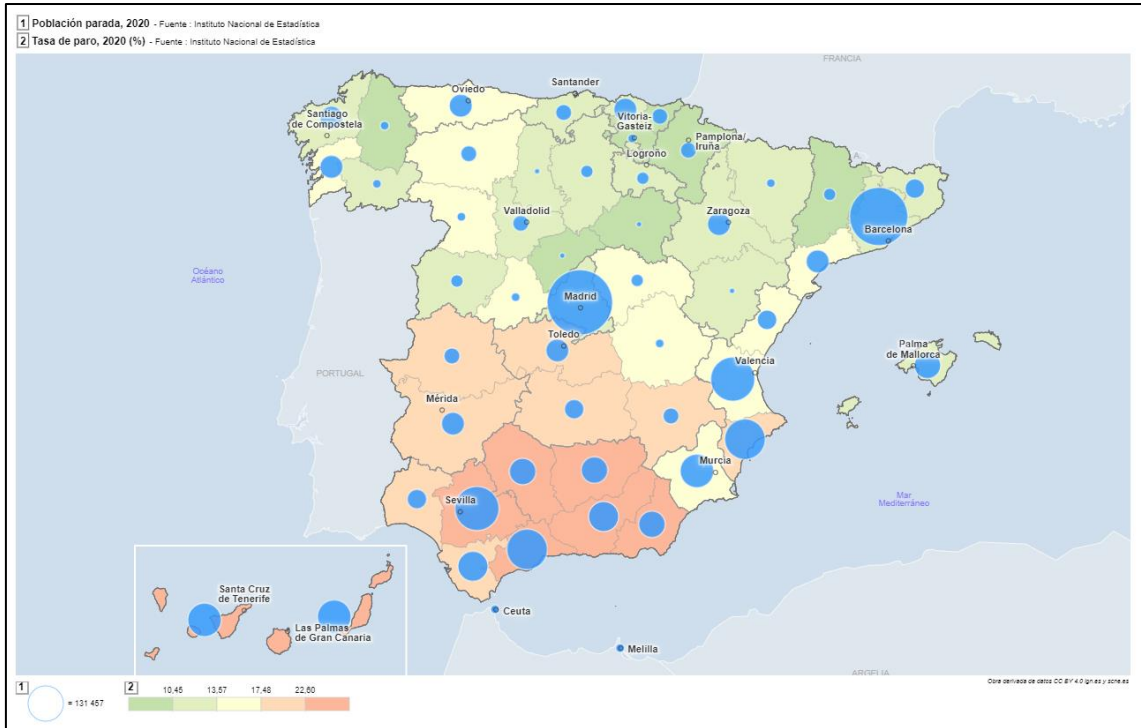 1 Población parada, 2020 - Fuente : Instituto Nacional de Estadística
2 Tasa de paro, 2020 (%) - Fuente : Instituto Nacional de Estadística
FRANCIA
Santander
Oviedo
Santiago
de Compostela
Vitoria-
Gasteiz
Pamplona/
Iruña
Logroño
Valladolid
Zaragoza
Barcelona
Océano
Atlántico
Madrid
Toledo
Palma
de Mallorca
Valencia
PORTUGAL
Mérida
Murcia
Mar
Mediterráneo
Sevilla
Santa Cruz
de Tenerife
Las Palmas
de Gran Canaria
Ceuta
Melilla
ARGELIA
Obra derivada de datos CC BY 4.0 ign.es y scne.es
1
= 131 457
2
10,46 13,57 17,48 22,60